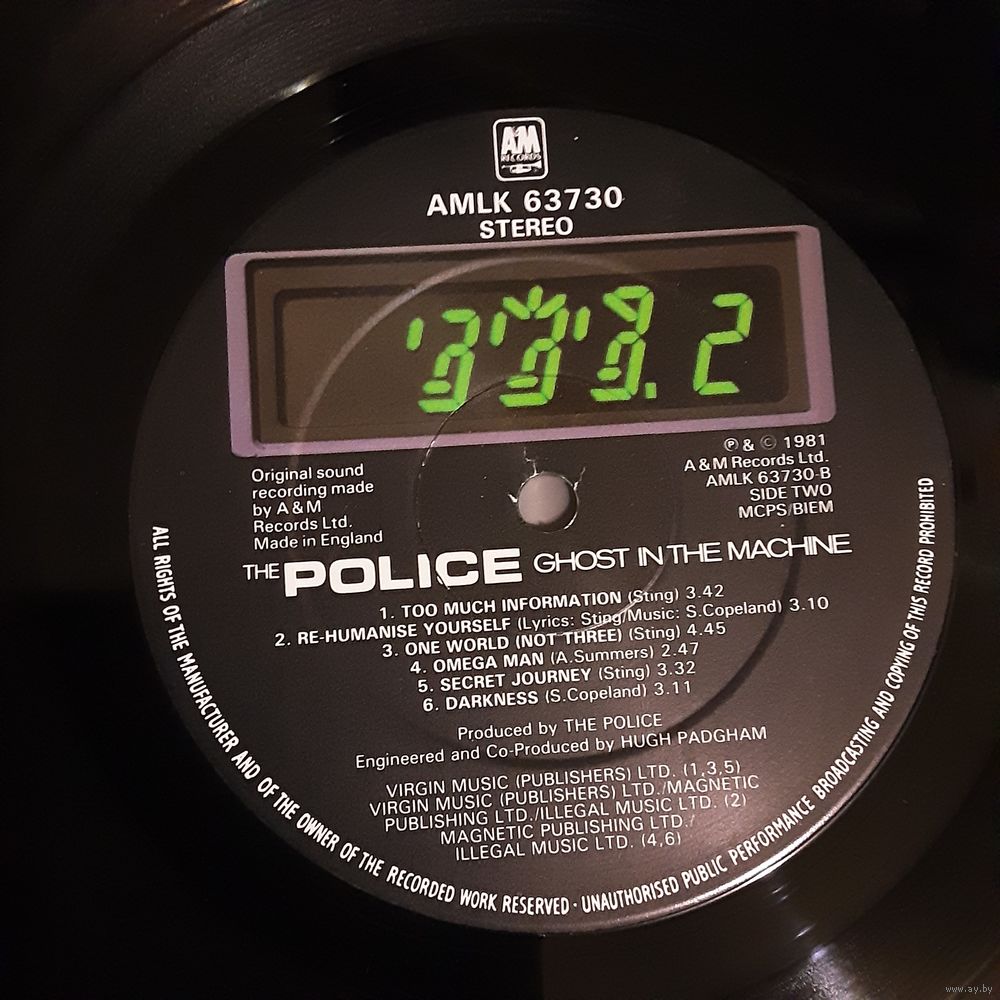 A&M
RECORDS
AMLK 63730
STEREO
.2
Original sound
recording made
by A & M
Records Ltd.
Made in England
℗ & © 1981
A & M Records Ltd.
AMLK 63730-B
SIDE TWO
MCPS/BIEM
THE POLICE GHOST IN THE MACHINE
1. TOO MUCH INFORMATION (Sting) 3.42
2. RE-HUMANISE YOURSELF (Lyrics: Sting/Music: S.Copeland) 3.10
3. ONE WORLD (NOT THREE) (Sting) 4.45
4. OMEGA MAN (A.Summers) 2.47
5. SECRET JOURNEY (Sting) 3.32
6. DARKNESS (S.Copeland) 3.11
Produced by THE POLICE
Engineered and Co-Produced by HUGH PADGHAM
VIRGIN MUSIC (PUBLISHERS) LTD. (1,3,5)
VIRGIN MUSIC (PUBLISHERS) LTD./MAGNETIC
PUBLISHING LTD./ILLEGAL MUSIC LTD. (2)
MAGNETIC PUBLISHING LTD./
ILLEGAL MUSIC LTD. (4,6)
ALL RIGHTS OF THE MANUFACTURER AND OF THE OWNER OF THE RECORDED WORK RESERVED · UNAUTHORISED PUBLIC PERFORMANCE BROADCASTING AND COPYING OF THIS RECORD PROHIBITED
www.ay.by